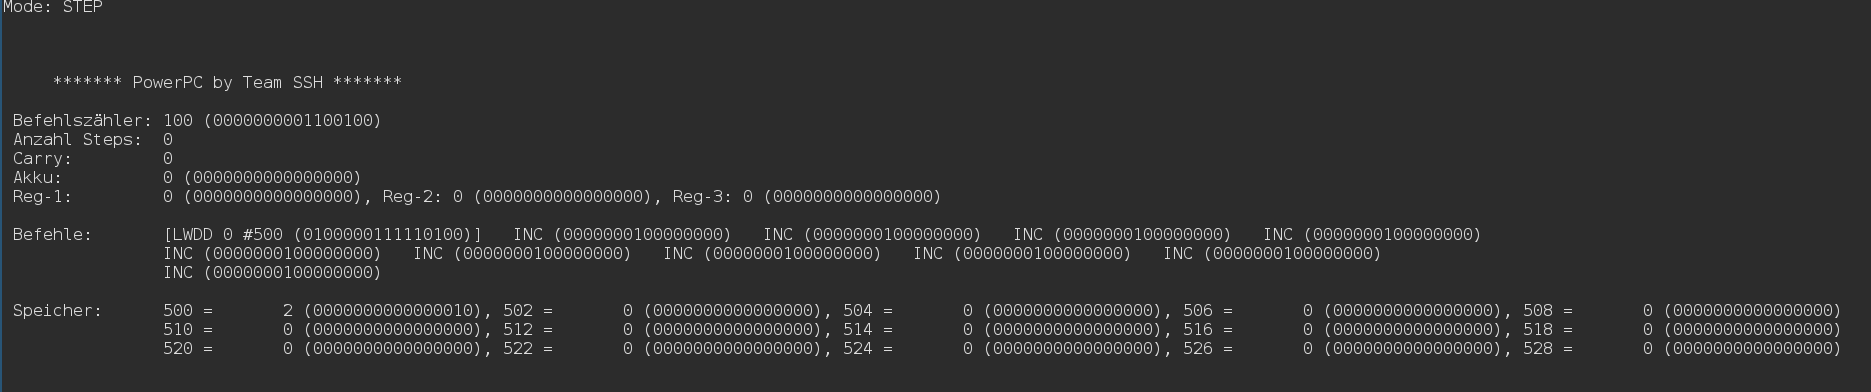 Mode: STEP
******* PowerPC by Team SSH *******
Befehlszähler: 100 (0000000001100100)
Anzahl Steps: 0
Carry: 0
Akku: 0 (0000000000000000)
Reg-1: 0 (0000000000000000), Reg-2: 0 (0000000000000000), Reg-3: 0 (0000000000000000)
Befehle: [LWDD 0 #500 (0100000111110100)] INC (0000000100000000) INC (0000000100000000) INC (0000000100000000) INC (0000000100000000)
INC (0000000100000000) INC (0000000100000000) INC (0000000100000000) INC (0000000100000000) INC (0000000100000000)
INC (0000000100000000)
Speicher: 500 = 2 (0000000000000010), 502 = 0 (0000000000000000), 504 = 0 (0000000000000000), 506 = 0 (0000000000000000), 508 = 0 (0000000000000000)
510 = 0 (0000000000000000), 512 = 0 (0000000000000000), 514 = 0 (0000000000000000), 516 = 0 (0000000000000000), 518 = 0 (0000000000000000)
520 = 0 (0000000000000000), 522 = 0 (0000000000000000), 524 = 0 (0000000000000000), 526 = 0 (0000000000000000), 528 = 0 (0000000000000000)